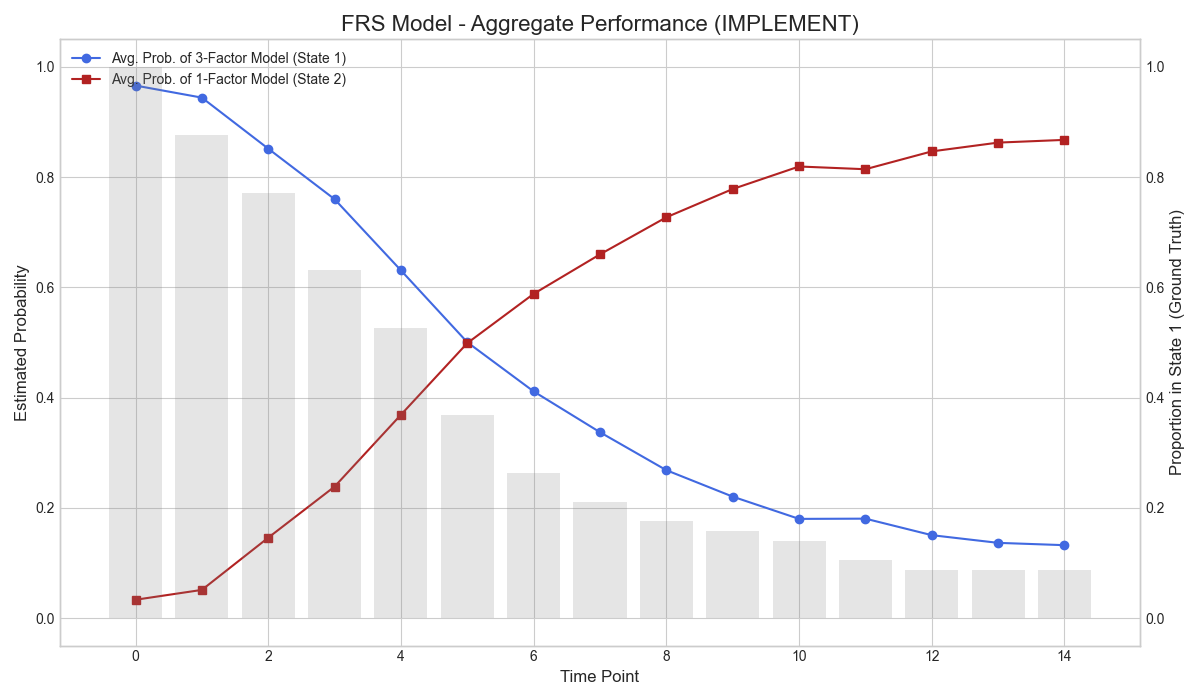 FRS Model - Aggregate Performance (IMPLEMENT)
Avg. Prob. of 3-Factor Model (State 1)
Avg. Prob. of 1-Factor Model (State 2)
Estimated Probability
1.0
0.8
0.6
0.4
0.2
0.0
1.0
0.8
0.6
0.4
0.2
0.0
Proportion in State 1 (Ground Truth)
0 2 4 6 8 10 12 14
Time Point